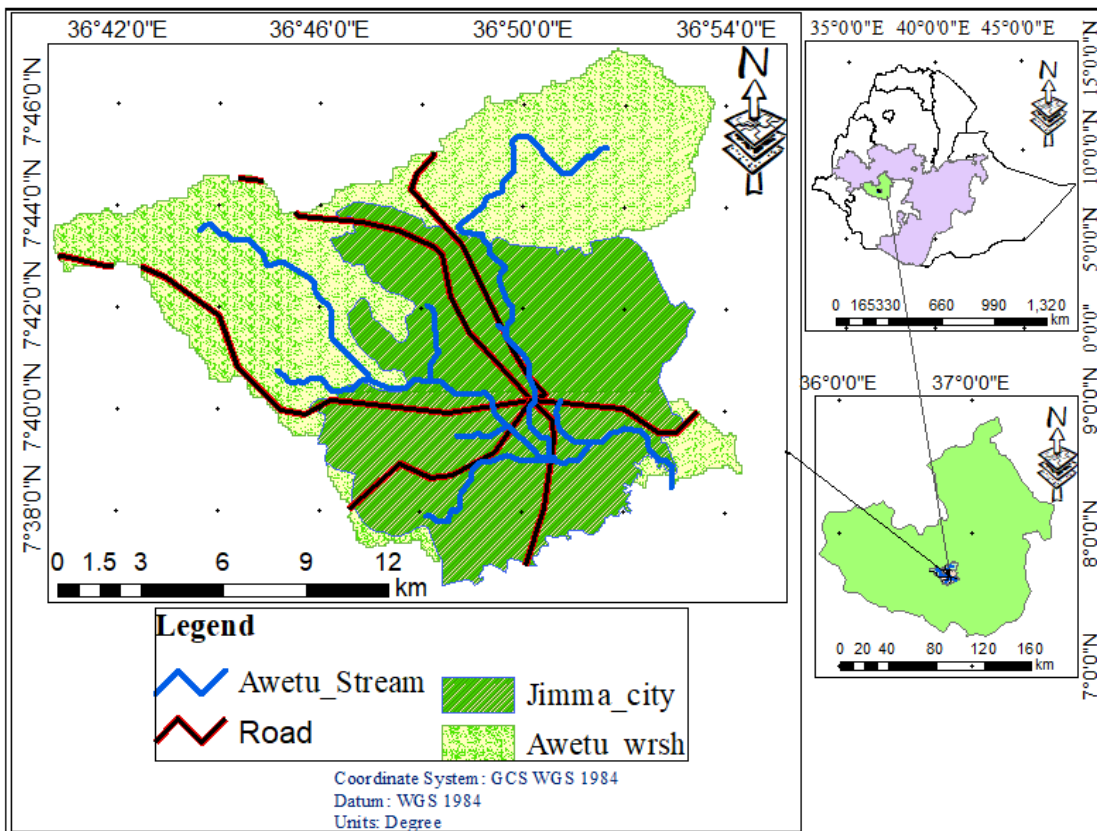 36°42'0"E 36°46'0"E 36°50'0"E 36°54'0"E
7°46'0"N
7°44'0"N
7°42'0"N
7°40'0"N
7°38'0"N
N
0 1.5 3 6 9 12
km
Legend
Awetu_Stream
Road
Jimma_city
Awetu_wrsh
Coordinate System: GCS WGS 1984
Datum: WGS 1984
Units: Degree
35°0'0"E 40°0'0"E 45°0'0"E
N
15°0'0"N
10°0'0"N
5°0'0"N
0°0'0"
0 165330 660 990 1,320
km
36°0'0"E 37°0'0"E
N
9°0'0"N
8°0'0"N
7°0'0"N
0 20 40 80 120 160
km